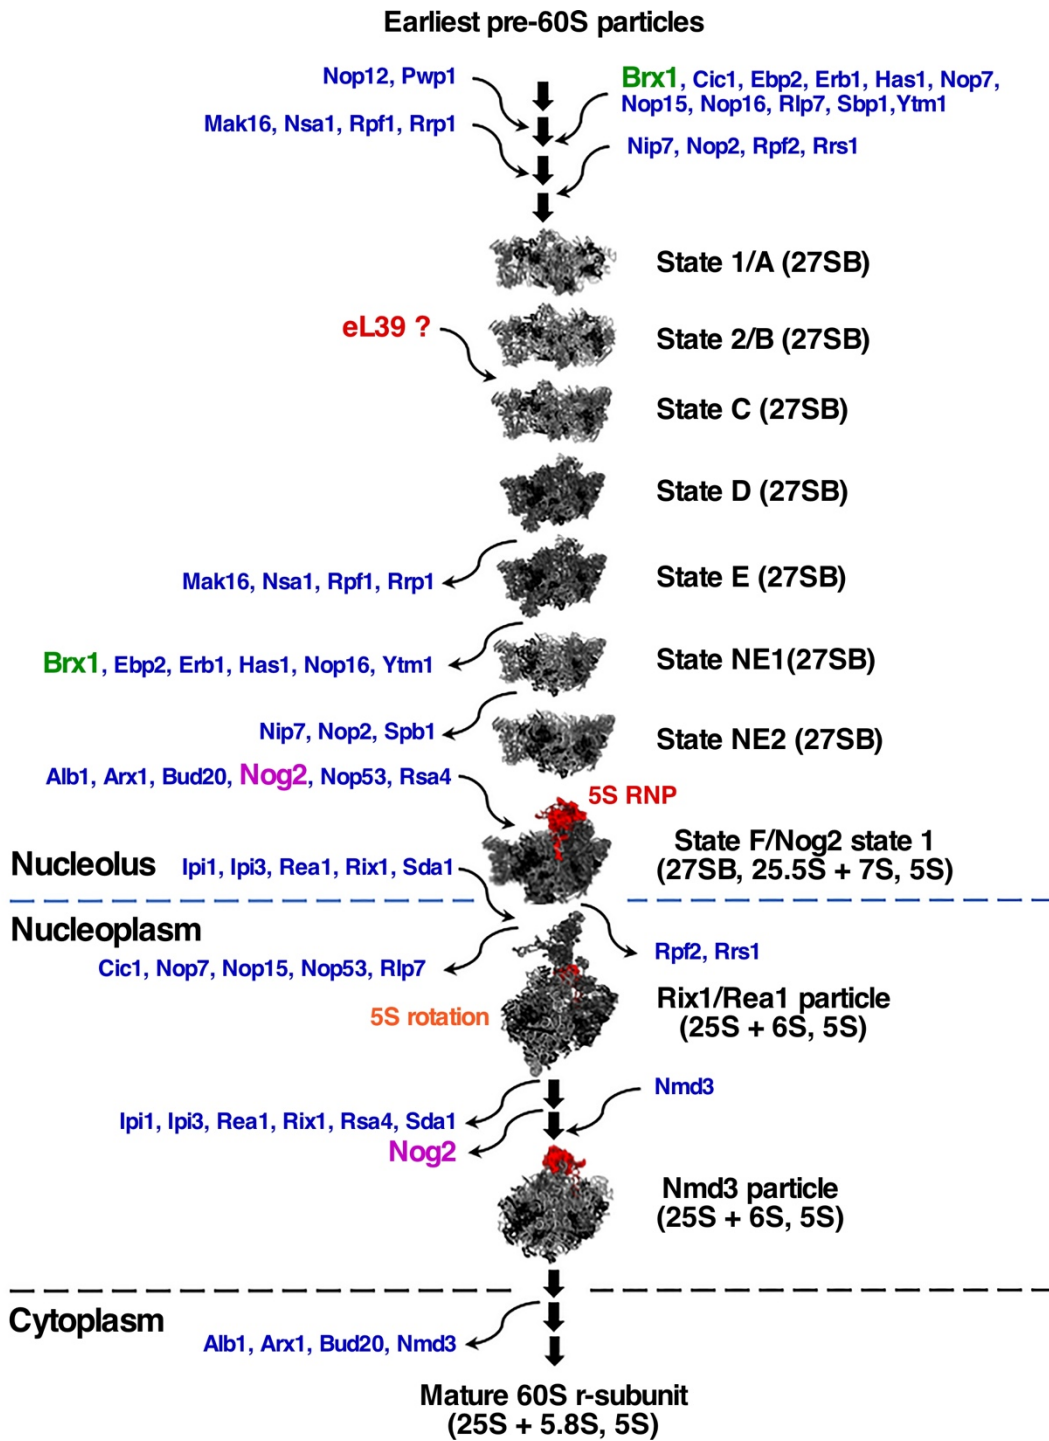 Earliest pre-60S particles
Nop12, Pwp1
Brx1, Cic1, Ebp2, Erb1, Has1, Nop7,
Nop15, Nop16, Rlp7, Sbp1,Ytm1
Mak16, Nsa1, Rpf1, Rrp1
Nip7, Nop2, Rpf2, Rrs1
State 1/A (27SB)
eL39 ?
State 2/B (27SB)
State C (27SB)
State D (27SB)
Mak16, Nsa1, Rpf1, Rrp1
State E (27SB)
Brx1, Ebp2, Erb1, Has1, Nop16, Ytm1
State NE1(27SB)
Nip7, Nop2, Spb1
State NE2 (27SB)
Alb1, Arx1, Bud20, Nog2, Nop53, Rsa4
5S RNP
State F/Nog2 state 1
(27SB, 25.5S + 7S, 5S)
Nucleolus
Ipi1, Ipi3, Rea1, Rix1, Sda1
Nucleoplasm
Cic1, Nop7, Nop15, Nop53, Rlp7
Rpf2, Rrs1
5S rotation
Rix1/Rea1 particle
(25S + 6S, 5S)
Nmd3
Ipi1, Ipi3, Rea1, Rix1, Rsa4, Sda1
Nog2
Nmd3 particle
(25S + 6S, 5S)
Cytoplasm
Alb1, Arx1, Bud20, Nmd3
Mature 60S r-subunit
(25S + 5.8S, 5S)